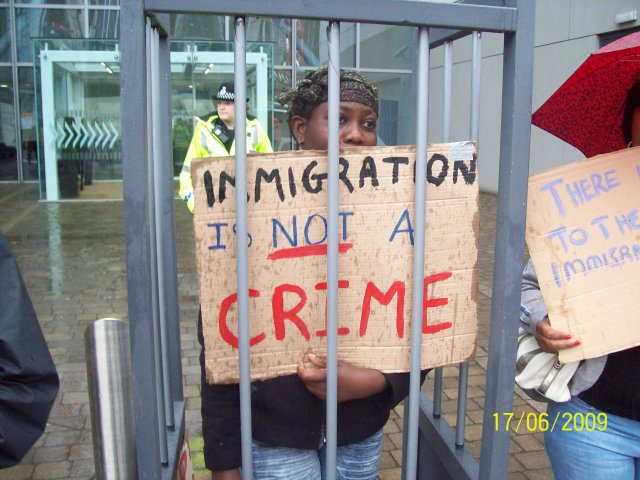 IMMIGRATION
IS NOT A
CRIME
THERE
TO THE
IMMIGRA
17/06/2009